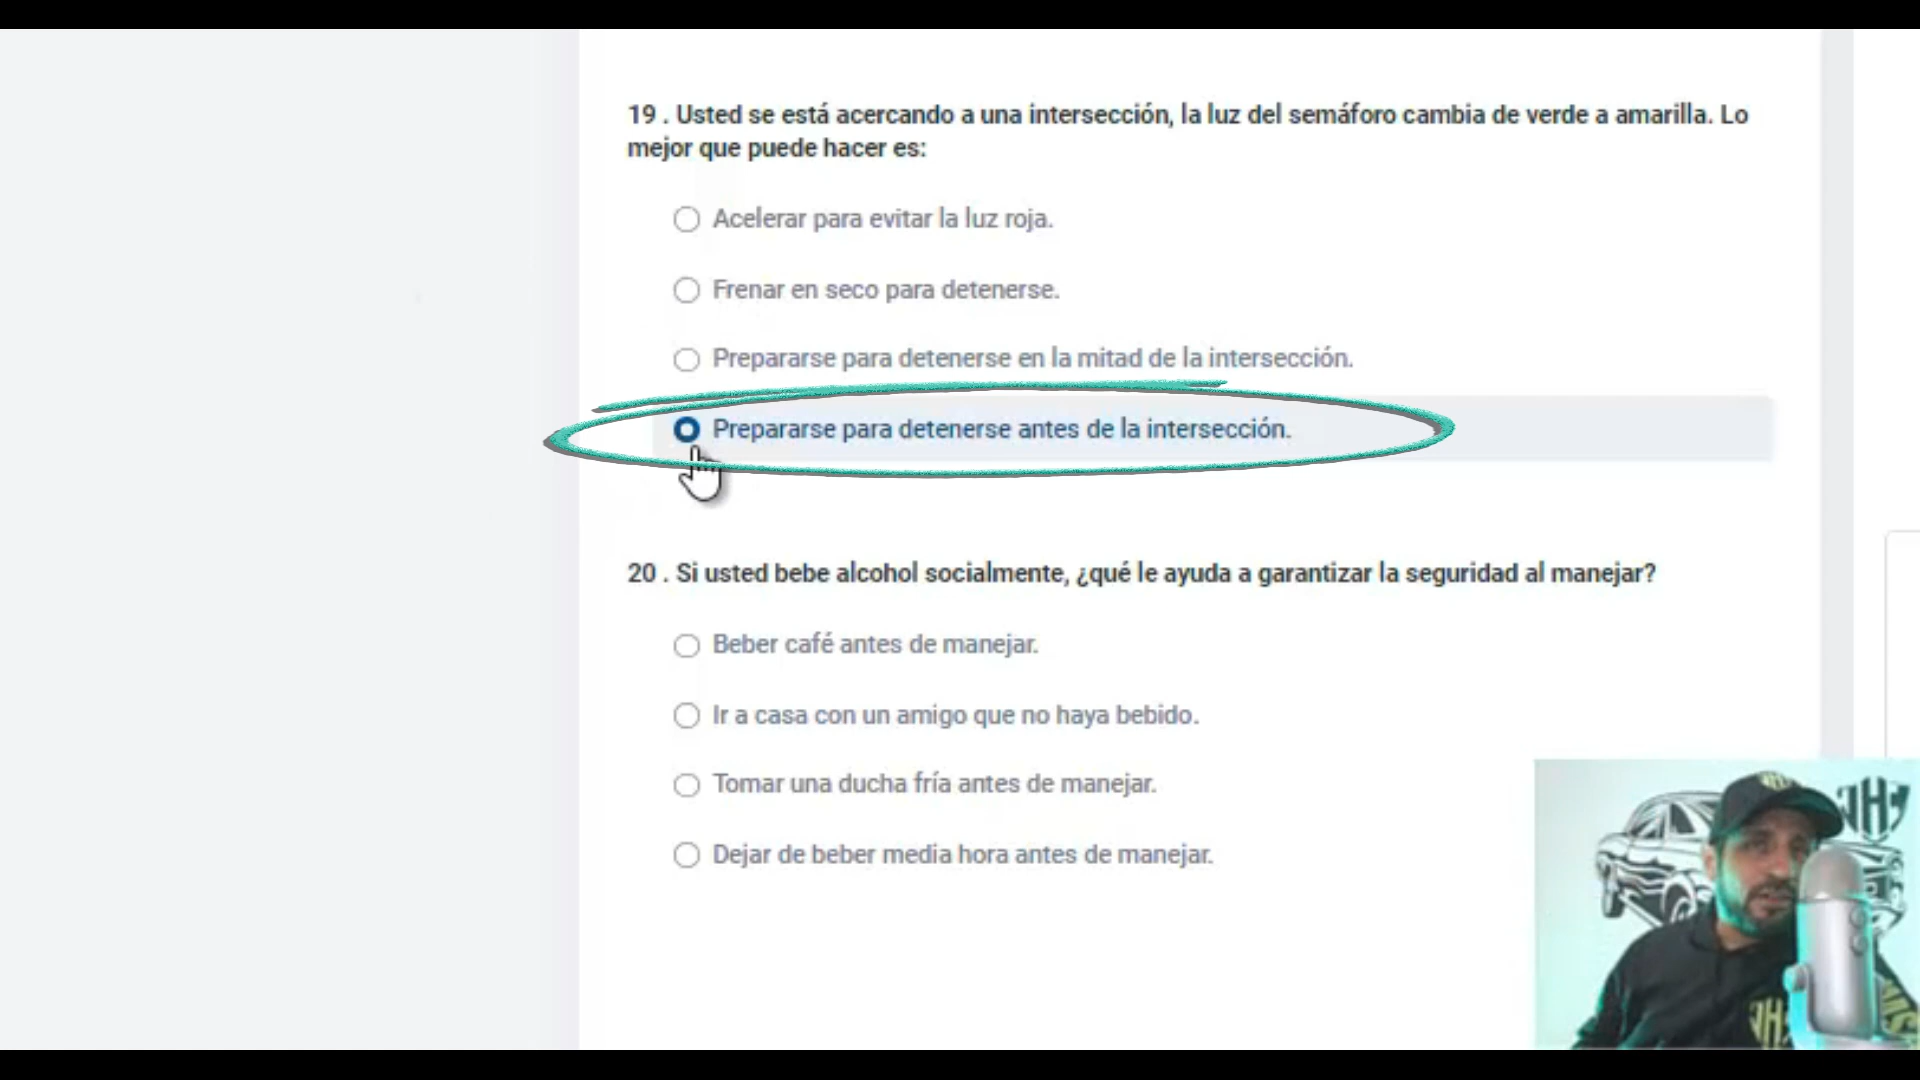 19 . Usted se está acercando a una intersección, la luz del semáforo cambia de verde a amarilla. Lo
mejor que puede hacer es:
Acelerar para evitar la luz roja.
Frenar en seco para detenerse.
Prepararse para detenerse en la mitad de la intersección.
Prepararse para detenerse antes de la intersección.
20 . Si usted bebe alcohol socialmente, ¿qué le ayuda a garantizar la seguridad al manejar?
Beber café antes de manejar.
Ir a casa con un amigo que no haya bebido.
Tomar una ducha fría antes de manejar.
Dejar de beber media hora antes de manejar.